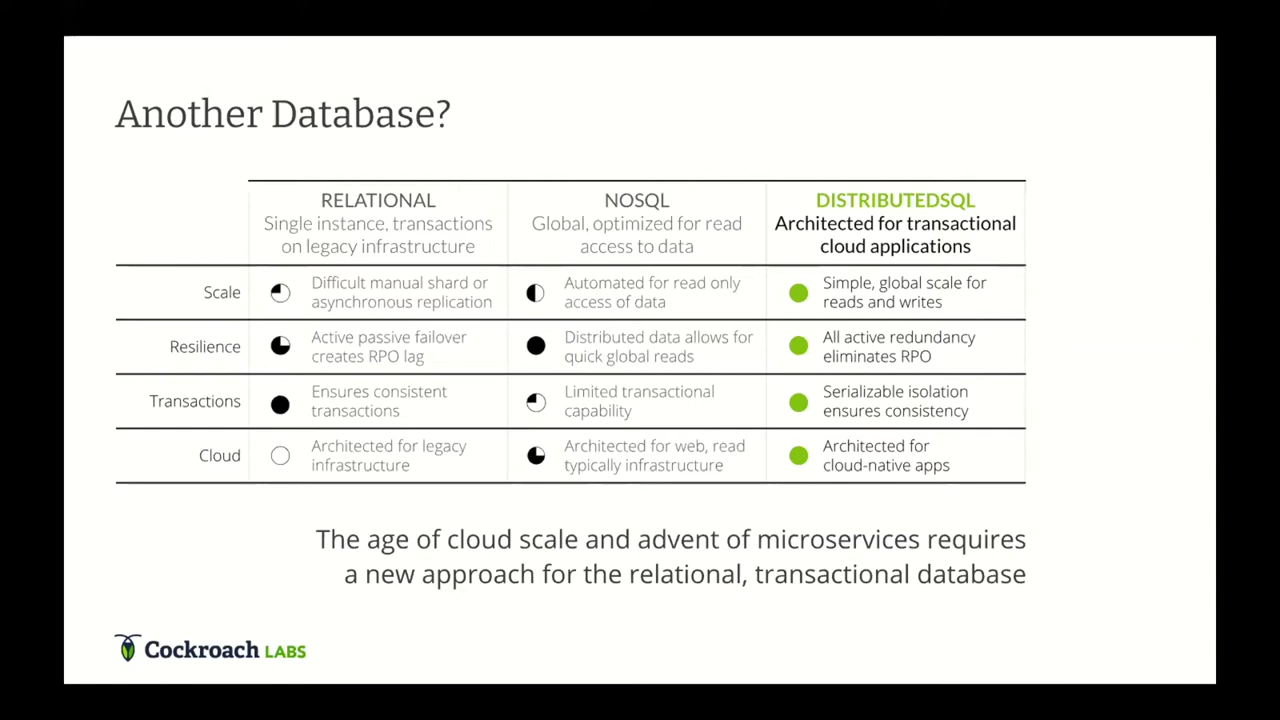 Another Database?
RELATIONAL
Single instance, transactions
on legacy infrastructure
NOSQL
Global, optimized for read
access to data
DISTRIBUTEDSQL
Architected for transactional
cloud applications
Scale
Difficult manual shard or
asynchronous replication
Automated for read only
access of data
Simple, global scale for
reads and writes
Resilience
Active passive failover
creates RPO lag
Distributed data allows for
quick global reads
All active redundancy
eliminates RPO
Transactions
Ensures consistent
transactions
Limited transactional
capability
Serializable isolation
ensures consistency
Cloud
Architected for legacy
infrastructure
Architected for web, read
typically infrastructure
Architected for
cloud-native apps
The age of cloud scale and advent of microservices requires
a new approach for the relational, transactional database
Cockroach LABS